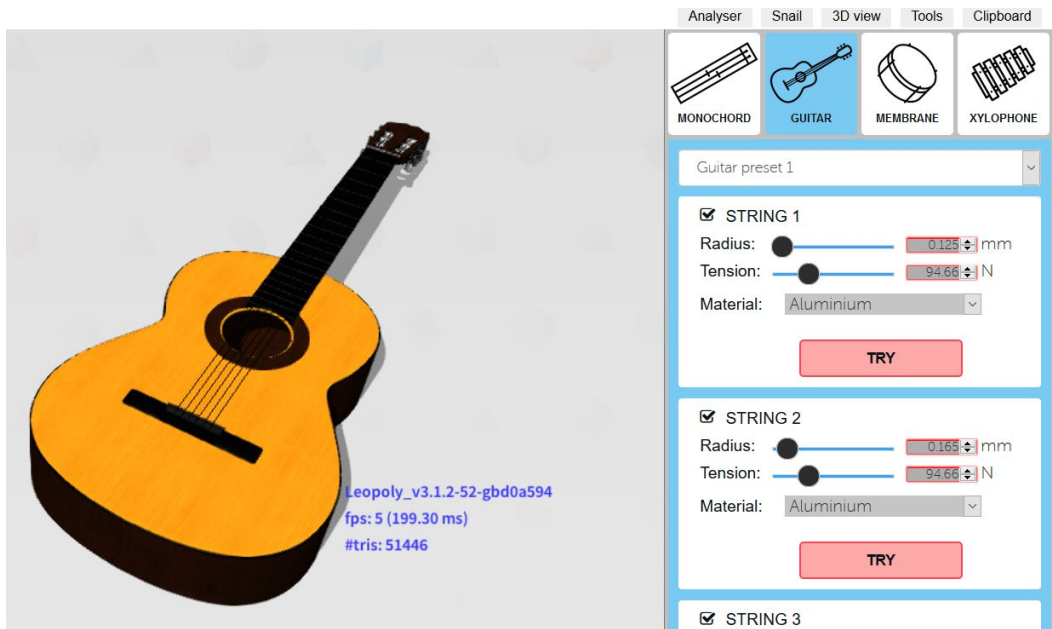 Analyser Snail 3D view Tools Clipboard
MONOCHORD GUITAR MEMBRANE XYLOPHONE
Guitar preset 1
STRING 1
Radius: 0.125 mm
Tension: 94.66 N
Material: Aluminium
TRY
STRING 2
Radius: 0.165 mm
Tension: 94.66 N
Material: Aluminium
TRY
STRING 3
Leopoly_v3.1.2-52-gbd0a594
fps: 5 (199.30 ms)
#tris: 51446